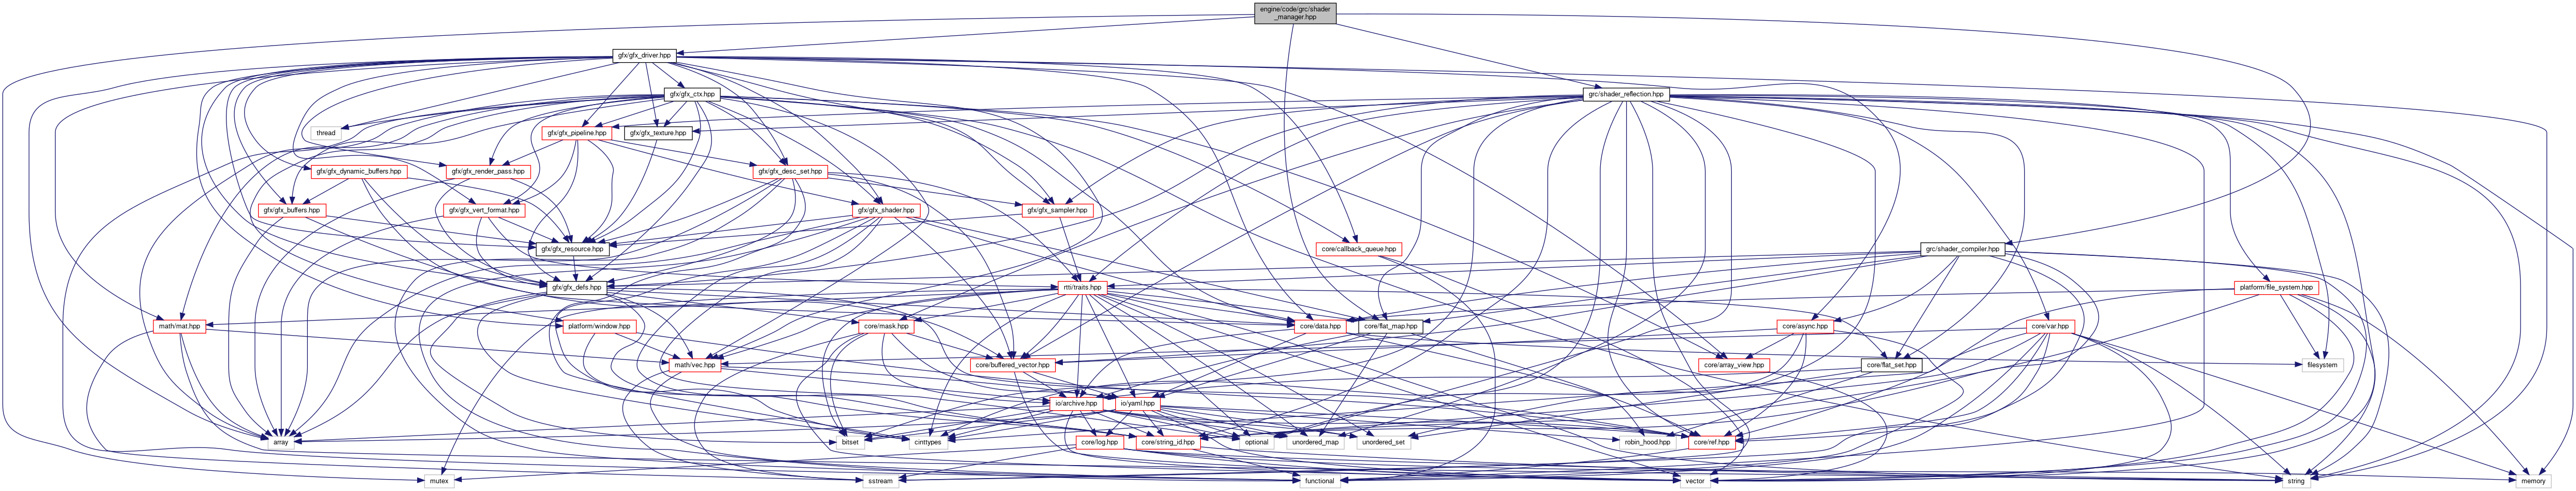 engine/code/grc/shader
_manager.hpp
gfx/gfx_driver.hpp
gfx/gfx_ctx.hpp
grc/shader_reflection.hpp
thread
gfx/gfx_pipeline.hpp
gfx/gfx_texture.hpp
gfx/gfx_dynamic_buffers.hpp
gfx/gfx_render_pass.hpp
gfx/gfx_desc_set.hpp
gfx/gfx_buffers.hpp
gfx/gfx_vert_format.hpp
gfx/gfx_shader.hpp
gfx/gfx_sampler.hpp
gfx/gfx_resource.hpp
core/callback_queue.hpp
grc/shader_compiler.hpp
gfx/gfx_defs.hpp
rtti/traits.hpp
platform/file_system.hpp
math/mat.hpp
platform/window.hpp
core/mask.hpp
core/data.hpp
core/flat_map.hpp
core/async.hpp
core/var.hpp
math/vec.hpp
core/buffered_vector.hpp
core/array_view.hpp
core/flat_set.hpp
filesystem
io/archive.hpp
io/yaml.hpp
array
bitset
cinttypes
core/log.hpp
core/string_id.hpp
optional
unordered_map
unordered_set
robin_hood.hpp
core/ref.hpp
mutex
sstream
functional
vector
string
memory